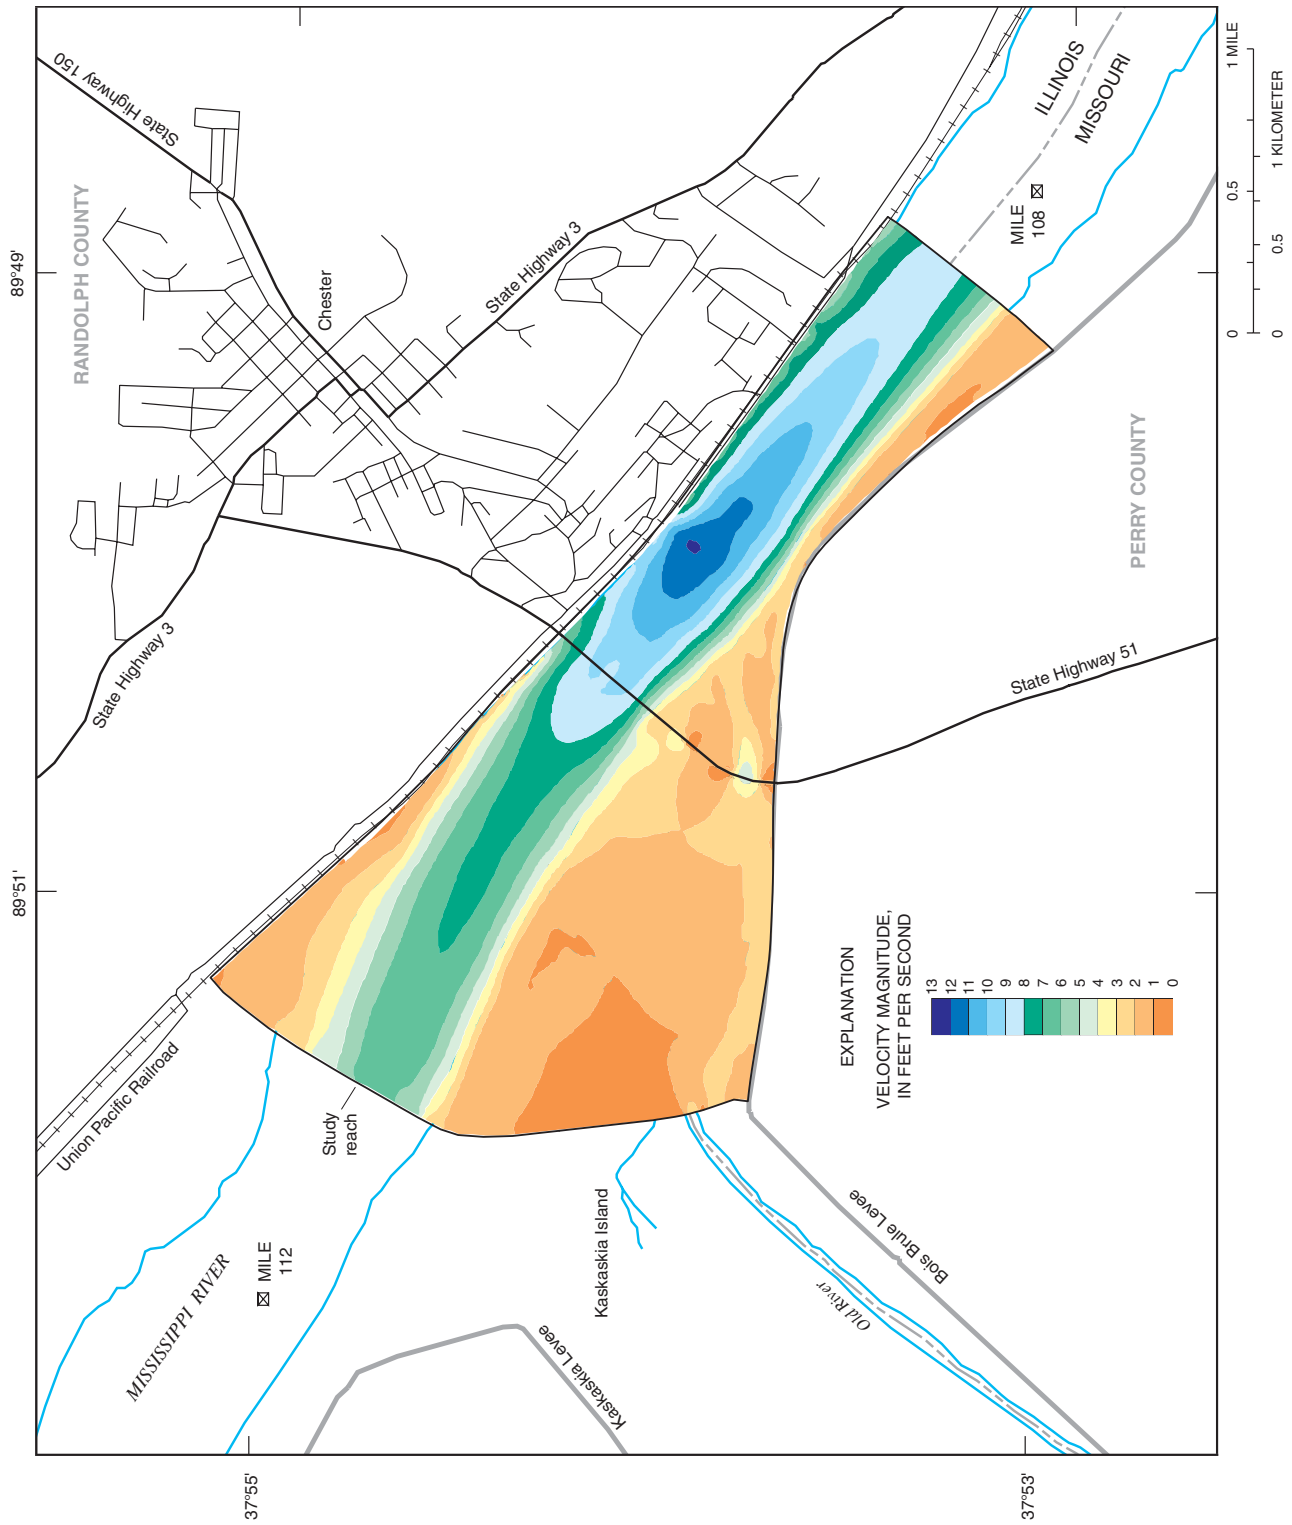 89°49'
89°51'
State Highway 150
RANDOLPH COUNTY
Chester
State Highway 3
State Highway 3
ILLINOIS
MISSOURI
MILE
108
1 MILE
0.5
0
1 KILOMETER
0.5
0
PERRY COUNTY
State Highway 51
Union Pacific Railroad
Study
reach
EXPLANATION
VELOCITY MAGNITUDE,
IN FEET PER SECOND
13
12
11
10
9
8
7
6
5
4
3
2
1
0
MISSISSIPPI RIVER
MILE
112
Kaskaskia Island
Kaskaskia Levee
Old River
Bois Brule Levee
37°55'
37°53'